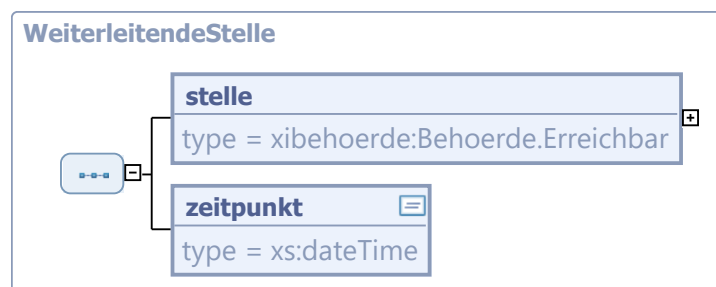 WeiterleitendeStelle
stelle
type = xibehoerde:Behoerde.Erreichbar
zeitpunkt
type = xs:dateTime